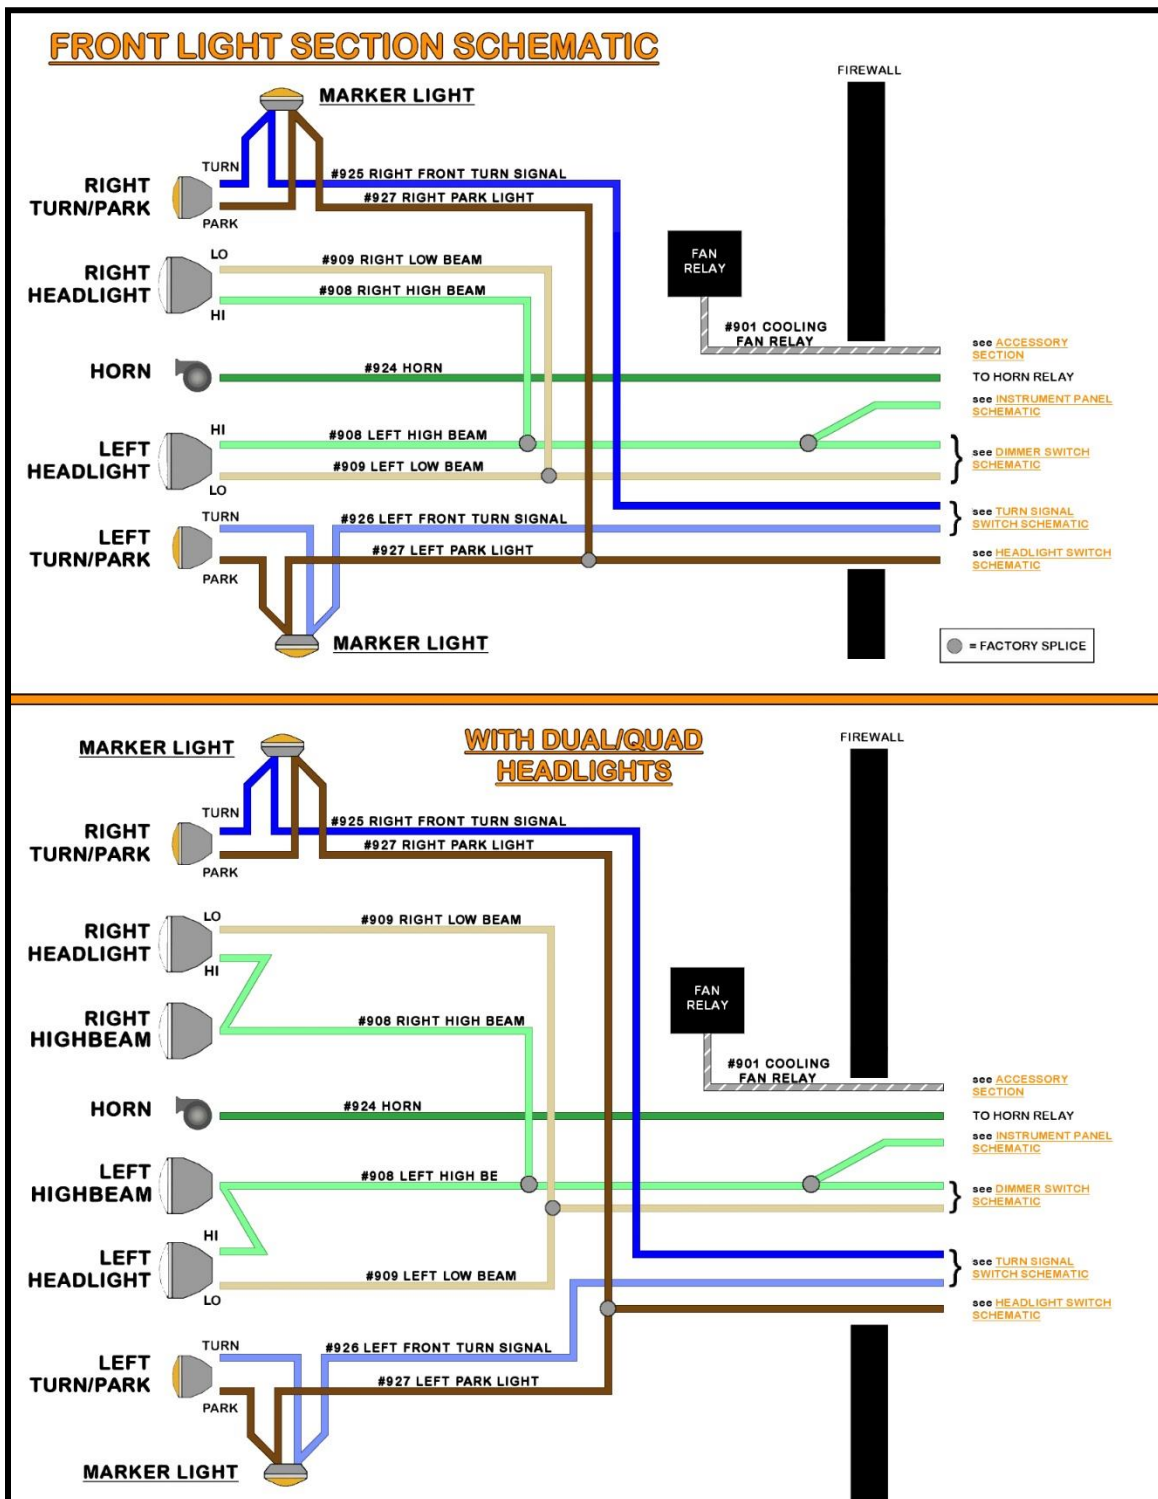 FRONT LIGHT SECTION SCHEMATIC
FIREWALL
MARKER LIGHT
TURN
#925 RIGHT FRONT TURN SIGNAL
RIGHT
TURN/PARK
#927 RIGHT PARK LIGHT
PARK
LO
#909 RIGHT LOW BEAM
FAN
RELAY
RIGHT
HEADLIGHT
#908 RIGHT HIGH BEAM
HI
#901 COOLING
FAN RELAY
see ACCESSORY
SECTION
HORN
#924 HORN
TO HORN RELAY
see INSTRUMENT PANEL
SCHEMATIC
HI
#908 LEFT HIGH BEAM
LEFT
HEADLIGHT
}
see DIMMER SWITCH
SCHEMATIC
#909 LEFT LOW BEAM
LO
TURN
#926 LEFT FRONT TURN SIGNAL
}
see TURN SIGNAL
SWITCH SCHEMATIC
LEFT
TURN/PARK
#927 LEFT PARK LIGHT
see HEADLIGHT SWITCH
SCHEMATIC
PARK
MARKER LIGHT
= FACTORY SPLICE
WITH DUAL/QUAD
HEADLIGHTS
FIREWALL
MARKER LIGHT
TURN
#925 RIGHT FRONT TURN SIGNAL
RIGHT
TURN/PARK
#927 RIGHT PARK LIGHT
PARK
LO
#909 RIGHT LOW BEAM
RIGHT
HEADLIGHT
HI
FAN
RELAY
RIGHT
HIGHBEAM
#908 RIGHT HIGH BEAM
#901 COOLING
FAN RELAY
see ACCESSORY
SECTION
HORN
#924 HORN
TO HORN RELAY
see INSTRUMENT PANEL
SCHEMATIC
LEFT
HIGHBEAM
#908 LEFT HIGH BE
}
see DIMMER SWITCH
SCHEMATIC
HI
LEFT
HEADLIGHT
#909 LEFT LOW BEAM
LO
}
see TURN SIGNAL
SWITCH SCHEMATIC
see HEADLIGHT SWITCH
SCHEMATIC
TURN
#926 LEFT FRONT TURN SIGNAL
LEFT
TURN/PARK
#927 LEFT PARK LIGHT
PARK
MARKER LIGHT